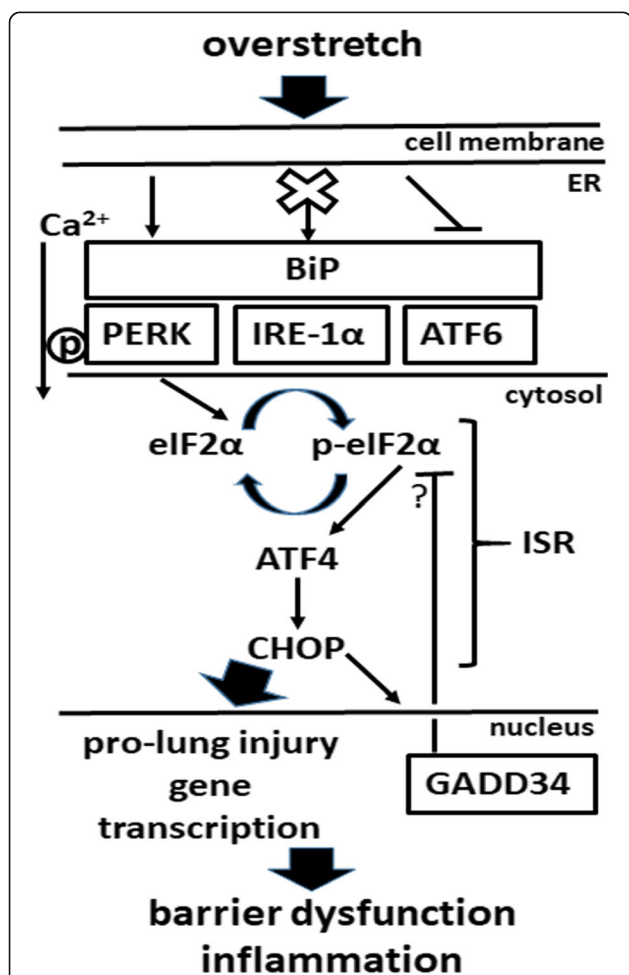 overstretch
cell membrane
ER
Ca²⁺
BiP
p
PERK
IRE-1α
ATF6
cytosol
eIF2α
p-eIF2α
?
ISR
ATF4
CHOP
nucleus
pro-lung injury
gene
transcription
GADD34
barrier dysfunction
inflammation